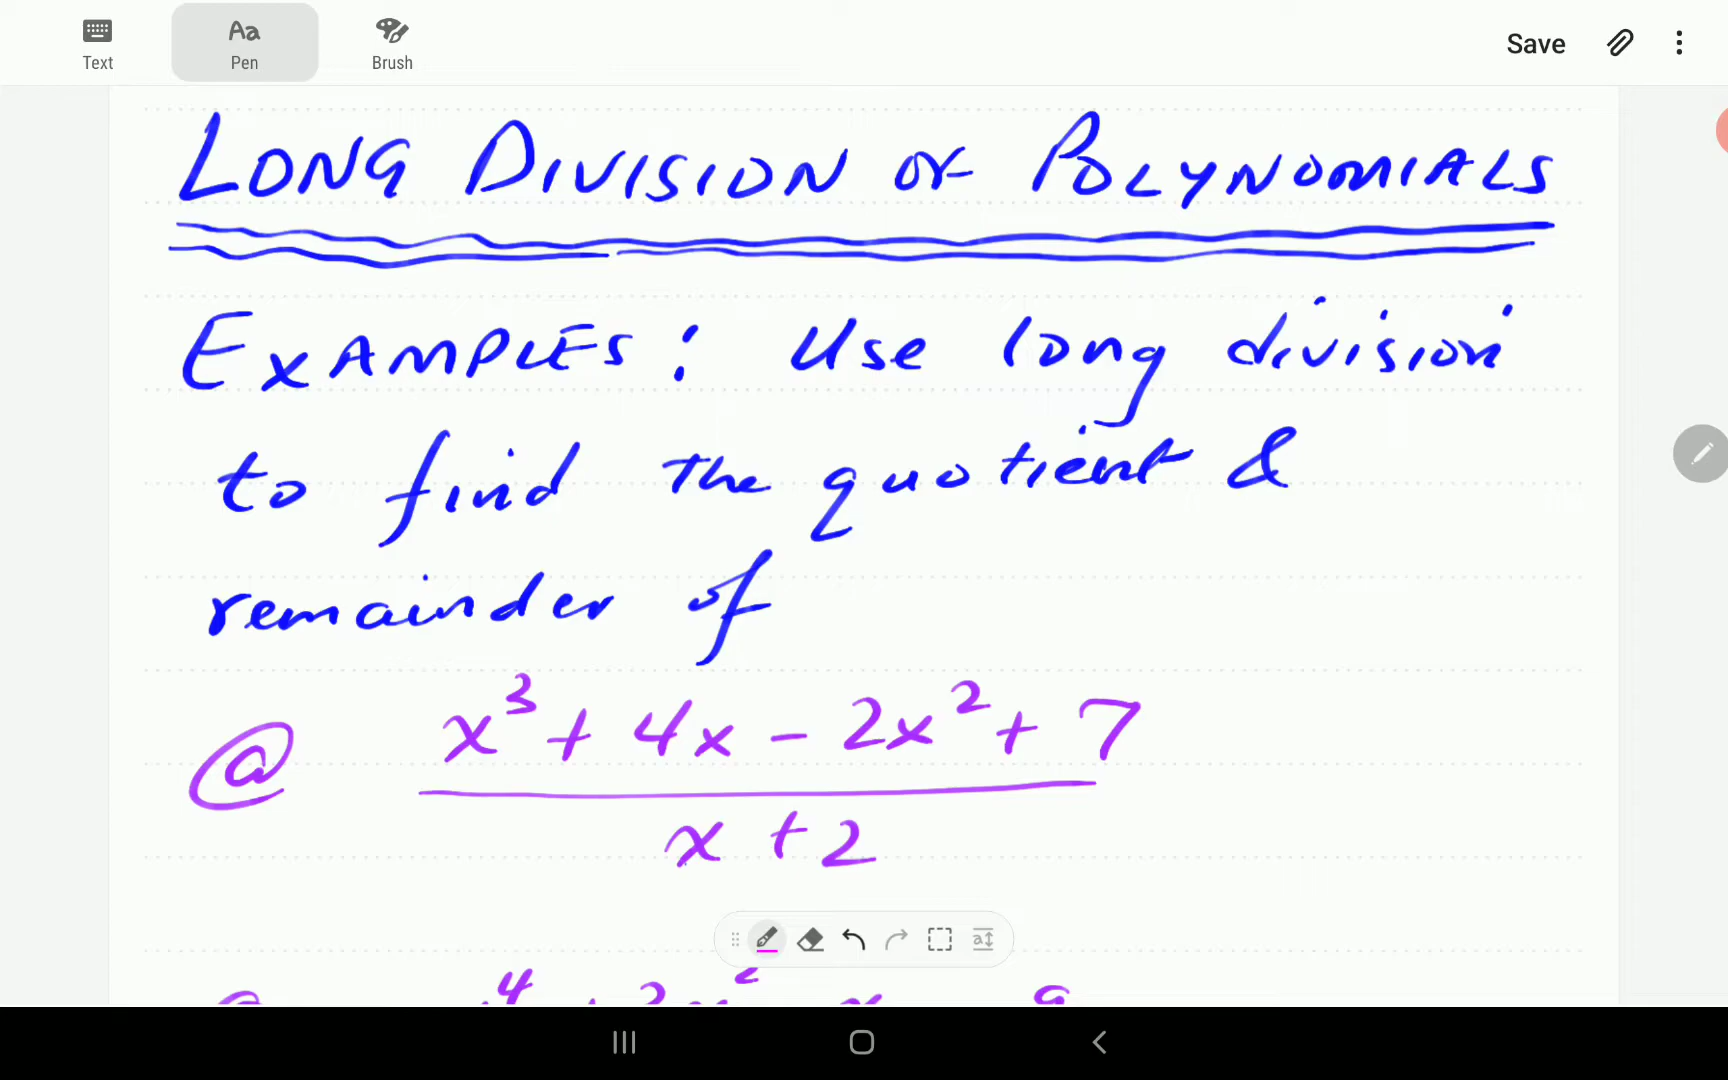 Text Pen Brush Save
LONG DIVISION OF POLYNOMIALS
EXAMPLES: Use long division
to find the quotient &
remainder of
ⓐ x³ + 4x - 2x² + 7
x + 2